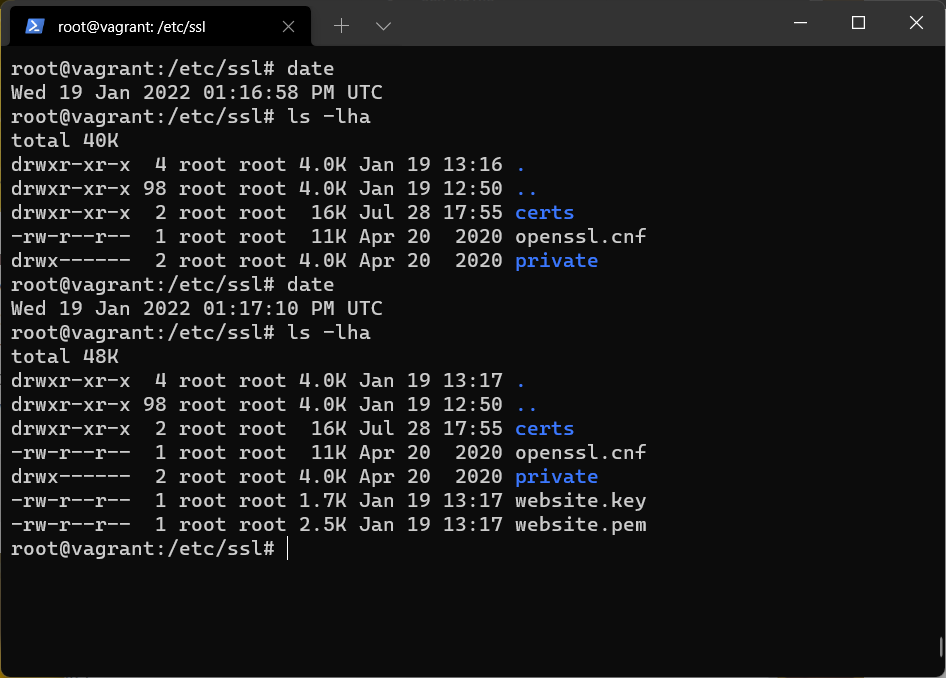 root@vagrant: /etc/ssl
root@vagrant:/etc/ssl# date
Wed 19 Jan 2022 01:16:58 PM UTC
root@vagrant:/etc/ssl# ls -lha
total 40K
drwxr-xr-x  4 root root 4.0K Jan 19 13:16 .
drwxr-xr-x 98 root root 4.0K Jan 19 12:50 ..
drwxr-xr-x  2 root root  16K Jul 28 17:55 certs
-rw-r--r--  1 root root  11K Apr 20  2020 openssl.cnf
drwx------  2 root root 4.0K Apr 20  2020 private
root@vagrant:/etc/ssl# date
Wed 19 Jan 2022 01:17:10 PM UTC
root@vagrant:/etc/ssl# ls -lha
total 48K
drwxr-xr-x  4 root root 4.0K Jan 19 13:17 .
drwxr-xr-x 98 root root 4.0K Jan 19 12:50 ..
drwxr-xr-x  2 root root  16K Jul 28 17:55 certs
-rw-r--r--  1 root root  11K Apr 20  2020 openssl.cnf
drwx------  2 root root 4.0K Apr 20  2020 private
-rw-r--r--  1 root root 1.7K Jan 19 13:17 website.key
-rw-r--r--  1 root root 2.5K Jan 19 13:17 website.pem
root@vagrant:/etc/ssl#